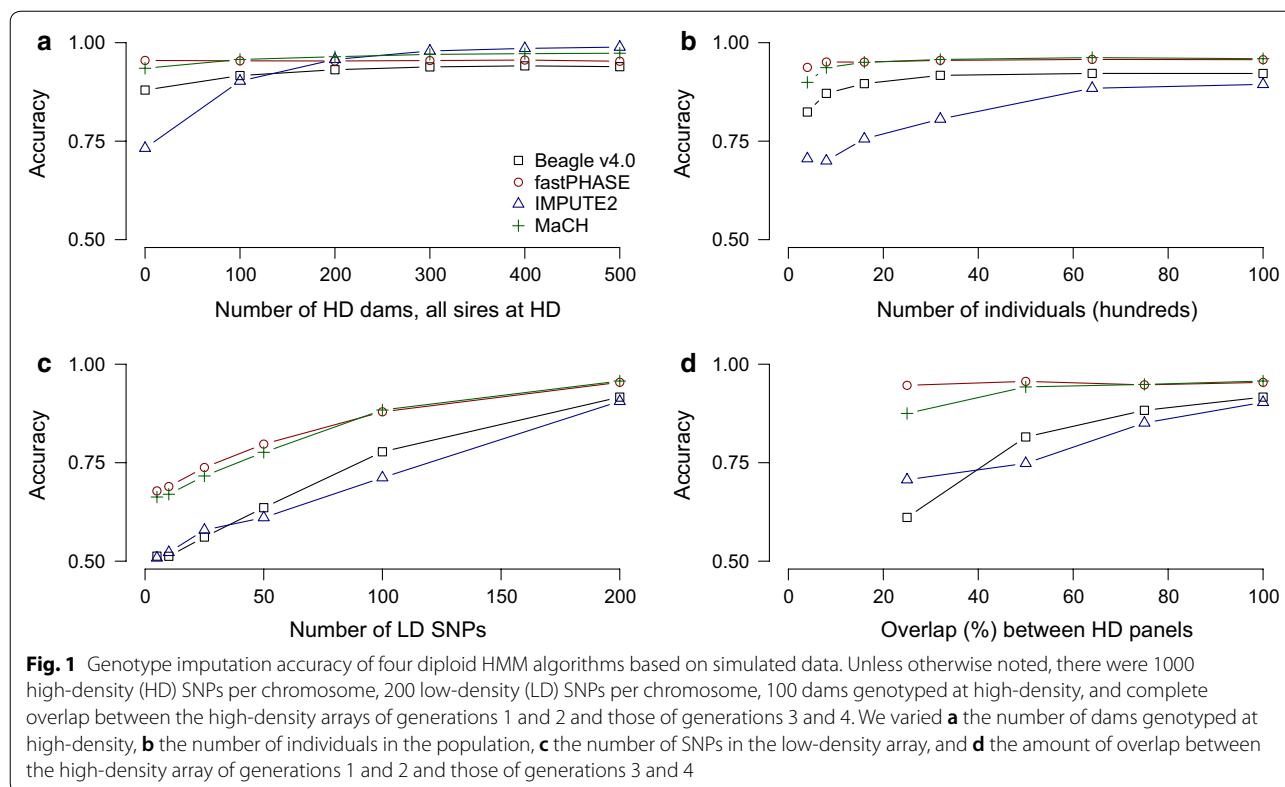 a
1.00
0.75
0.50
Accuracy
Beagle v4.0
fastPHASE
IMPUTE2
MaCH
0 100 200 300 400 500
Number of HD dams, all sires at HD
b
1.00
0.75
0.50
Accuracy
0 20 40 60 80 100
Number of individuals (hundreds)
c
1.00
0.75
0.50
Accuracy
0 50 100 150 200
Number of LD SNPs
d
1.00
0.75
0.50
Accuracy
0 20 40 60 80 100
Overlap (%) between HD panels
Fig. 1 Genotype imputation accuracy of four diploid HMM algorithms based on simulated data. Unless otherwise noted, there were 1000
high-density (HD) SNPs per chromosome, 200 low-density (LD) SNPs per chromosome, 100 dams genotyped at high-density, and complete
overlap between the high-density arrays of generations 1 and 2 and those of generations 3 and 4. We varied a the number of dams genotyped at
high-density, b the number of individuals in the population, c the number of SNPs in the low-density array, and d the amount of overlap between
the high-density array of generations 1 and 2 and those of generations 3 and 4